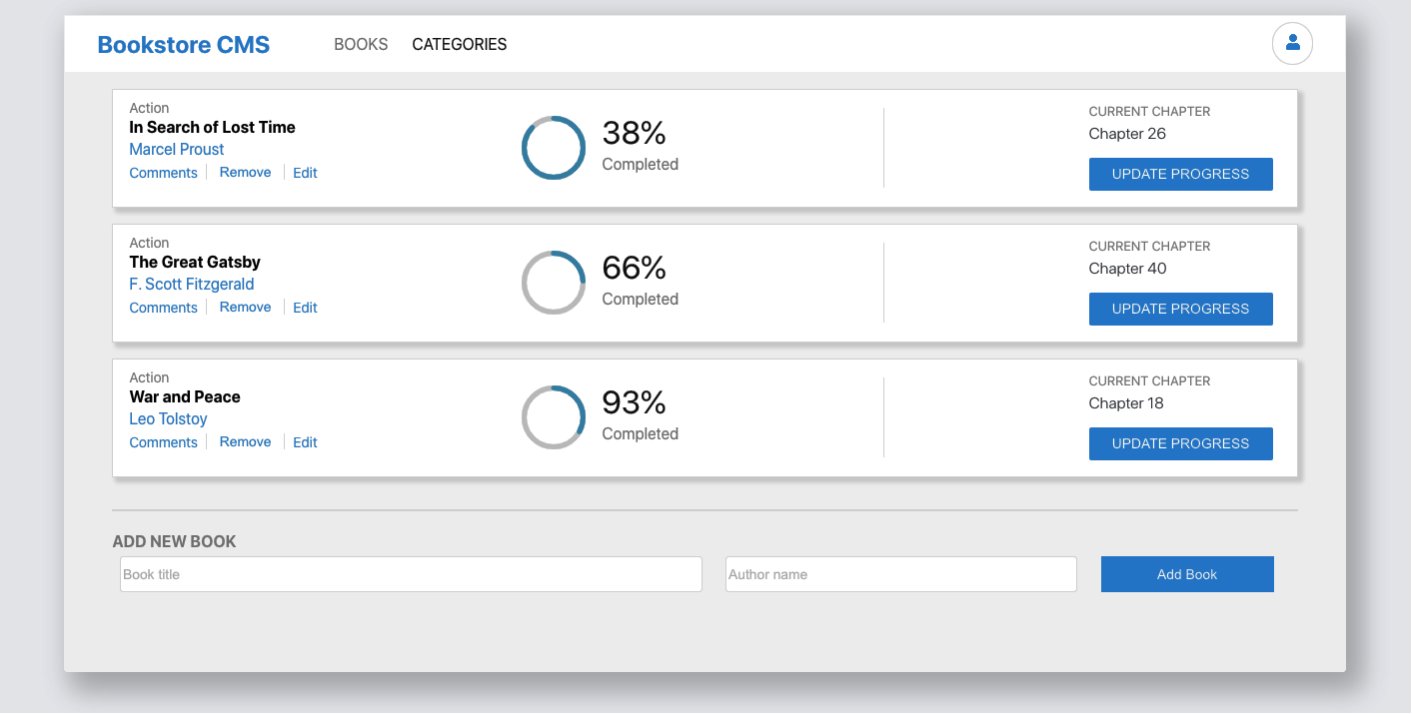 Bookstore CMS BOOKS CATEGORIES
Action
In Search of Lost Time
Marcel Proust
Comments Remove Edit
38%
Completed
CURRENT CHAPTER
Chapter 26
UPDATE PROGRESS
Action
The Great Gatsby
F. Scott Fitzgerald
Comments Remove Edit
66%
Completed
CURRENT CHAPTER
Chapter 40
UPDATE PROGRESS
Action
War and Peace
Leo Tolstoy
Comments Remove Edit
93%
Completed
CURRENT CHAPTER
Chapter 18
UPDATE PROGRESS
ADD NEW BOOK
Book title Author name Add Book